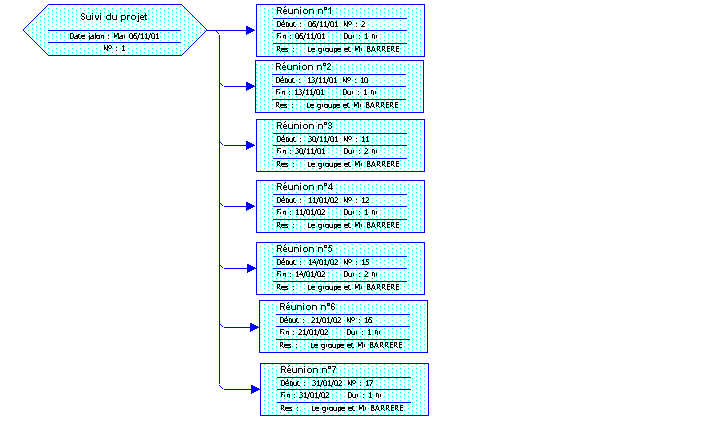 Suivi du projet
Date jalon : Mar 06/11/01
N° : 1
Réunion n°1
Début : 06/11/01 N° : 2
Fin : 06/11/01 Dur : 1 hr
Res : Le groupe et Mr BARRERE
Réunion n°2
Début : 13/11/01 N° : 10
Fin : 13/11/01 Dur : 1 hr
Res : Le groupe et Mr BARRERE
Réunion n°3
Début : 30/11/01 N° : 11
Fin : 30/11/01 Dur : 2 hr
Res : Le groupe et Mr BARRERE
Réunion n°4
Début : 11/01/02 N° : 12
Fin : 11/01/02 Dur : 1 hr
Res : Le groupe et Mr BARRERE
Réunion n°5
Début : 14/01/02 N° : 15
Fin : 14/01/02 Dur : 2 hr
Res : Le groupe et Mr BARRERE
Réunion n°6
Début : 21/01/02 N° : 16
Fin : 21/01/02 Dur : 1 hr
Res : Le groupe et Mr BARRERE
Réunion n°7
Début : 31/01/02 N° : 17
Fin : 31/01/02 Dur : 1 hr
Res : Le groupe et Mr BARRERE